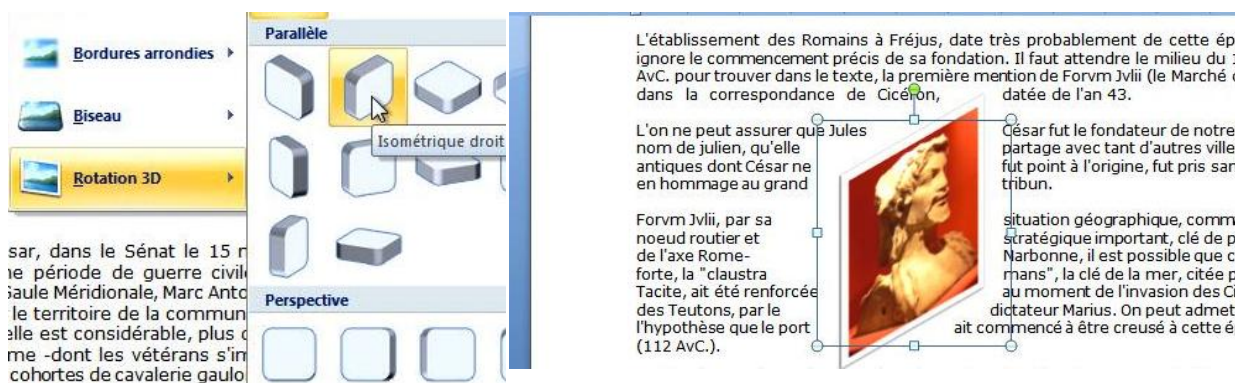 Bordures arrondies
Biseau
Rotation 3D
Parallèle
Isométrique droit
Perspective
sar, dans le Sénat le 15
ne période de guerre civil
Gaule Méridionale, Marc Anto
le territoire de la commun
elle est considérable, plus
me -dont les vétérans s'in
cohortes de cavalerie gaulo
L'établissement des Romains à Fréjus, date très probablement de cette ép
ignore le commencement précis de sa fondation. Il faut attendre le milieu du 1
AvC. pour trouver dans le texte, la première mention de Forvm Jvlii (le Marché
dans la correspondance de Cicéron, datée de l'an 43.
L'on ne peut assurer que Jules César fut le fondateur de notre
nom de julien, qu'elle partage avec tant d'autres ville
antiques dont César ne fut point à l'origine, fut pris san
en hommage au grand tribun.
Forvm Jvlii, par sa situation géographique, comm
noeud routier et stratégique important, clé de p
de l'axe Rome- Narbonne, il est possible que c
forte, la "claustra mans", la clé de la mer, citée p
Tacite, ait été renforcée au moment de l'invasion des Ci
des Teutons, par le dictateur Marius. On peut admet
l'hypothèse que le port ait commencé à être creusé à cette é
(112 AvC.).